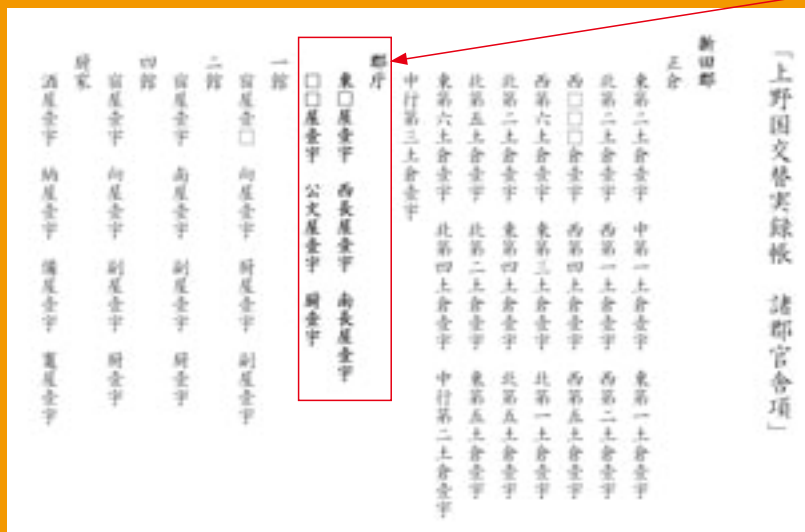 「上野国交替実録帳　諸郡官舎項」
新田郡
正倉
東第二土倉壹宇　中第一土倉壹宇　東第一土倉壹宇
北第二土倉壹宇　西第一土倉壹宇　西第二土倉壹宇
西□□□倉壹宇　西第四土倉壹宇　西第五土倉壹宇
西第六土倉壹宇　東第三土倉壹宇　北第一土倉壹宇
北第二土倉壹宇　東第四土倉壹宇　北第五土倉壹宇
北第五土倉壹宇　北第二土倉壹宇　東第五土倉壹宇
東第六土倉壹宇　北第四土倉壹宇　中行第二土倉壹宇
中行第三土倉壹宇
郡庁
東□屋壹宇　西長屋壹宇　南長屋壹宇
□□屋壹宇　公文屋壹宇　厨壹宇
一館
宿屋壹□　向屋壹宇　厨屋壹宇　副屋壹宇
二館
宿屋壹宇　南屋壹宇　副屋壹宇　厨壹宇
四館
宿屋壹宇　向屋壹宇　副屋壹宇　厨壹宇
厨家
酒屋壹宇　納屋壹宇　備屋壹宇　竈屋壹宇